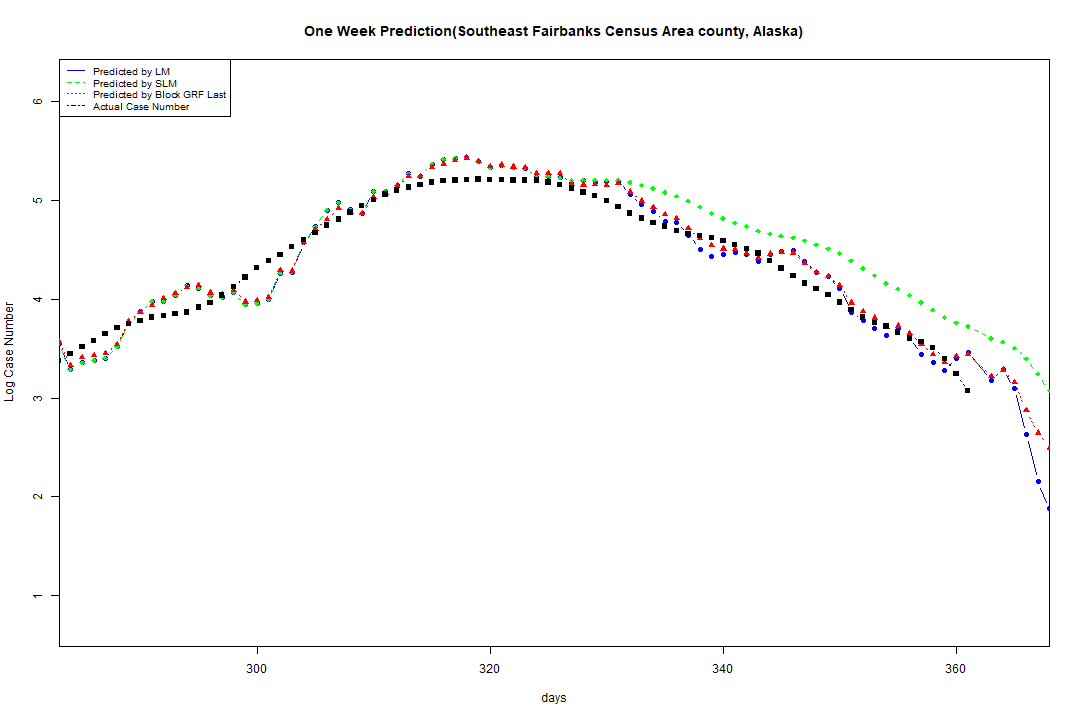 One Week Prediction(Southeast Fairbanks Census Area county, Alaska)
Predicted by LM
Predicted by SLM
Predicted by Block GRF Last
Actual Case Number
6
5
4
3
2
1
Log Case Number
300
320
340
360
days